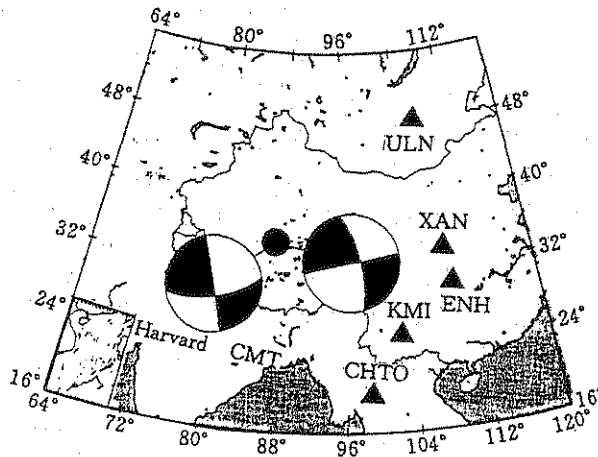 64° 80° 96° 112°
48° 48°
ULN
40° 40°
XAN
32° 32°
ENH
24° KMI 24°
Harvard
CMT CHTO
16° 16°
64° 72° 80° 88° 96° 104° 112° 120°